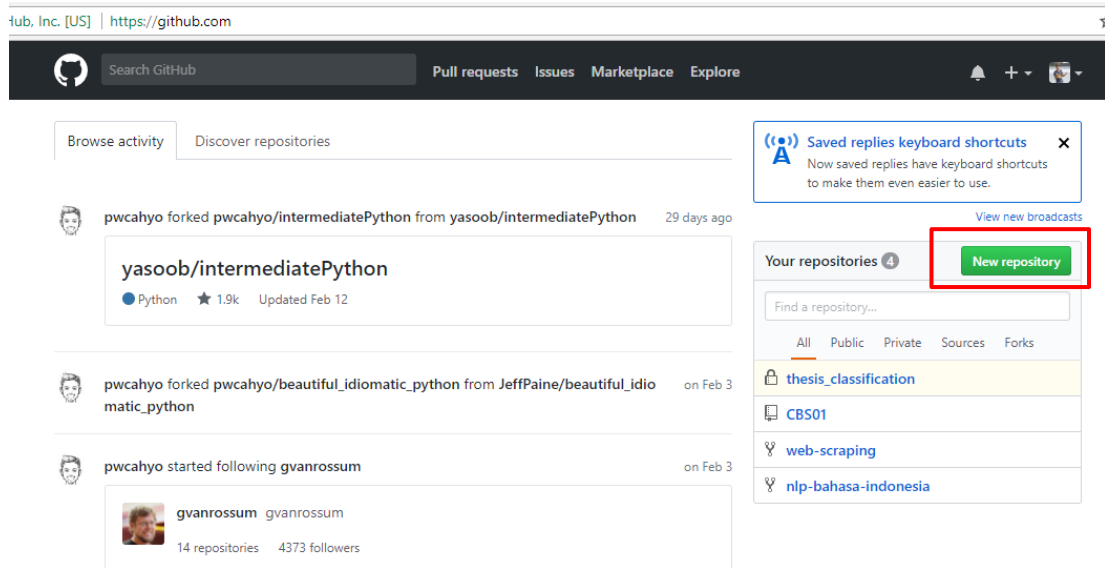 Hub, Inc. [US] | https://github.com
Search GitHub
Pull requests Issues Marketplace Explore
Browse activity Discover repositories
pwcahyo forked pwcahyo/intermediatePython from yasoob/intermediatePython 29 days ago
yasoob/intermediatePython
Python 1.9k Updated Feb 12
pwcahyo forked pwcahyo/beautiful_idiomatic_python from JeffPaine/beautiful_idio on Feb 3
matic_python
pwcahyo started following gvanrossum on Feb 3
gvanrossum gvanrossum
14 repositories 4373 followers
Saved replies keyboard shortcuts
Now saved replies have keyboard shortcuts
to make them even easier to use.
View new broadcasts
Your repositories 4 New repository
Find a repository...
All Public Private Sources Forks
thesis_classification
CBS01
web-scraping
nlp-bahasa-indonesia